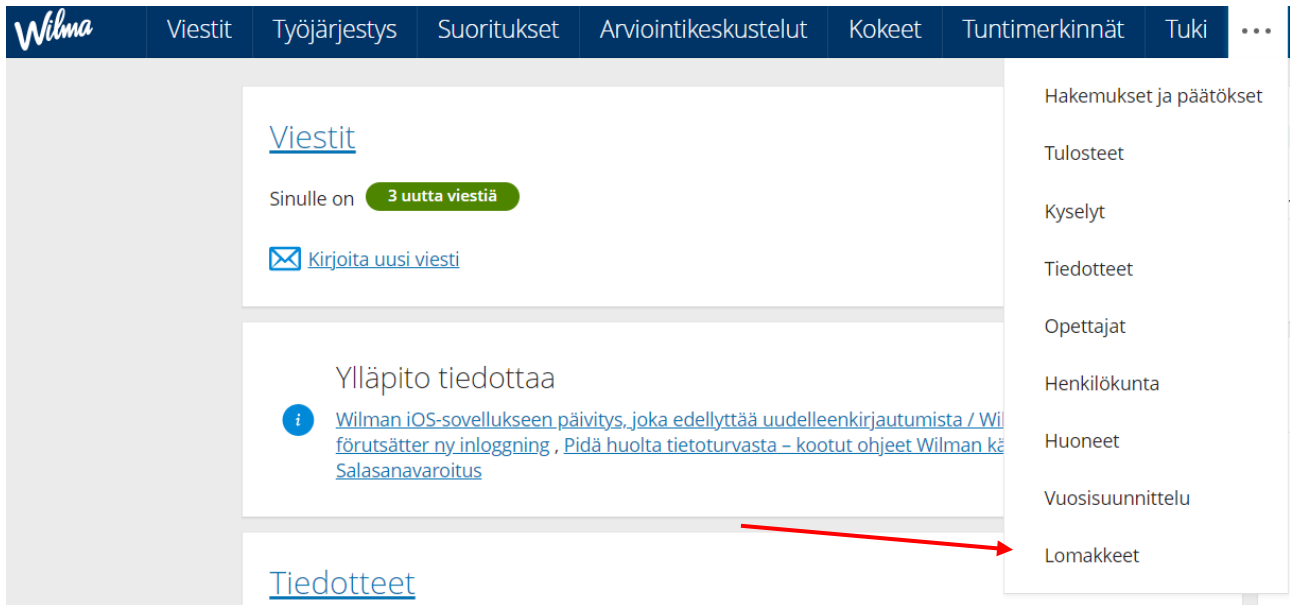 Wilma Viestit Työjärjestys Suoritukset Arviointikeskustelut Kokeet Tuntimerkinnät Tuki •••
Viestit
Sinulle on 3 uutta viestiä
Kirjoita uusi viesti
Ylläpito tiedottaa
Wilman iOS-sovellukseen päivitys, joka edellyttää uudelleenkirjautumista / Wi
förutsätter ny inloggning , Pidä huolta tietoturvasta – kootut ohjeet Wilman kä
Salasanavaroitus
Tiedotteet
Hakemukset ja päätökset
Tulosteet
Kyselyt
Tiedotteet
Opettajat
Henkilökunta
Huoneet
Vuosisuunnittelu
Lomakkeet